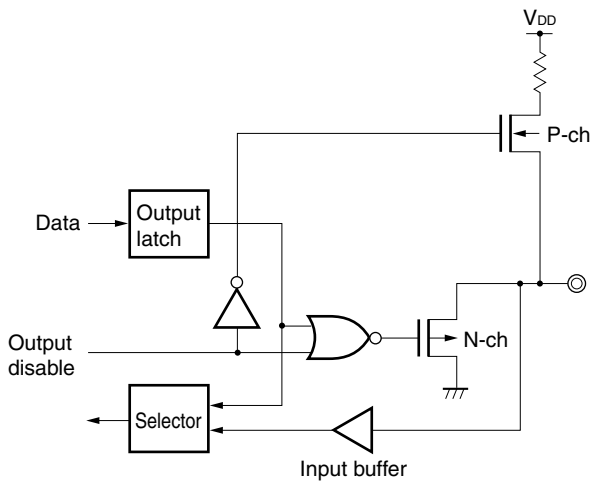 VDD
P-ch
Data
Output
latch
N-ch
Output
disable
Selector
Input buffer